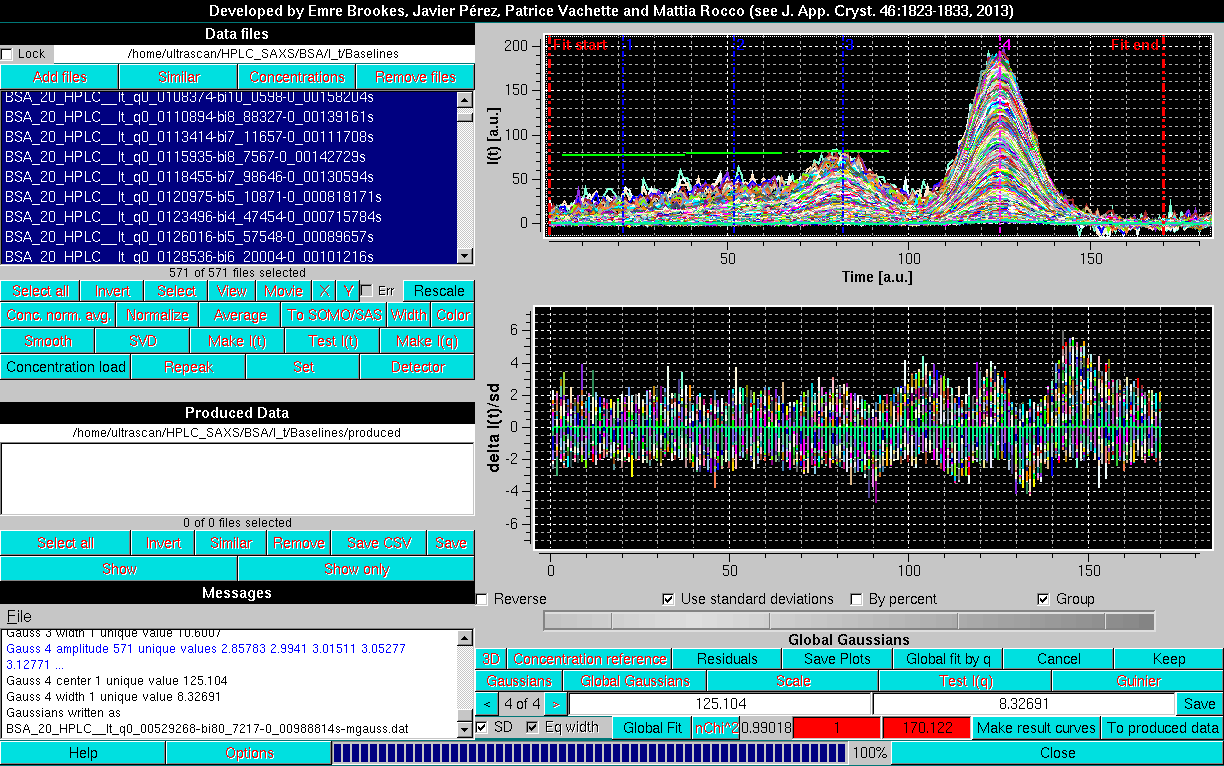 Developed by Emre Brookes, Javier Pérez, Patrice Vachette and Mattia Rocco (see J. App. Cryst. 46:1823-1833, 2013)
Data files
Lock /home/ultrascan/HPLC_SAXS/BSA/I_t/Baselines
Add files Similar Concentrations Remove files
BSA_20_HPLC__It_q0_0108374-bi10_0598-0_00158204s
BSA_20_HPLC__It_q0_0110894-bi8_88327-0_00139161s
BSA_20_HPLC__It_q0_0113414-bi7_11657-0_00111708s
BSA_20_HPLC__It_q0_0115935-bi8_7567-0_00142729s
BSA_20_HPLC__It_q0_0118455-bi7_98646-0_00130594s
BSA_20_HPLC__It_q0_0120975-bi5_10871-0_000818171s
BSA_20_HPLC__It_q0_0123496-bi4_47454-0_000715784s
BSA_20_HPLC__It_q0_0126016-bi5_57548-0_00089657s
BSA_20_HPLC__It_q0_0128536-bi6_20004-0_00101216s
571 of 571 files selected
Select all Invert Select View Movie X Y Err Rescale
Conc. norm. avg Normalize Average To SOMO/SAS Width Color
Smooth SVD Make I(t) Test I(t) Make I(q)
Concentration load Repeak Set Detector
Produced Data
/home/ultrascan/HPLC_SAXS/BSA/I_t/Baselines/produced
0 of 0 files selected
Select all Invert Similar Remove Save CSV Save
Show Show only
Messages
File
Gauss 3 width 1 unique value 10.6007
Gauss 4 amplitude 571 unique values 2.85783 2.9941 3.01511 3.05277
3.12771 ...
Gauss 4 center 1 unique value 125.104
Gauss 4 width 1 unique value 8.32691
Gaussians written as
BSA_20_HPLC__It_q0_00529268-bi80_7217-0_00988814s-mgauss.dat
Help Options 100% Close
I(t) [a.u.]
200
150
100
50
0
Fit start 1 2 3 4 Fit end
50 100 150
Time [a.u.]
delta I(t)/sd
6
4
2
0
-2
-4
-6
0 50 100 150
Reverse Use standard deviations By percent Group
Global Gaussians
3D Concentration reference Residuals Save Plots Global fit by q Cancel Keep
Gaussians Global Gaussians Scale Test I(q) Guinier
< 4 of 4 > 125.104 8.32691 Save
SD Eq width Global Fit nChi^2 0.99018 1 170.122 Make result curves To produced data